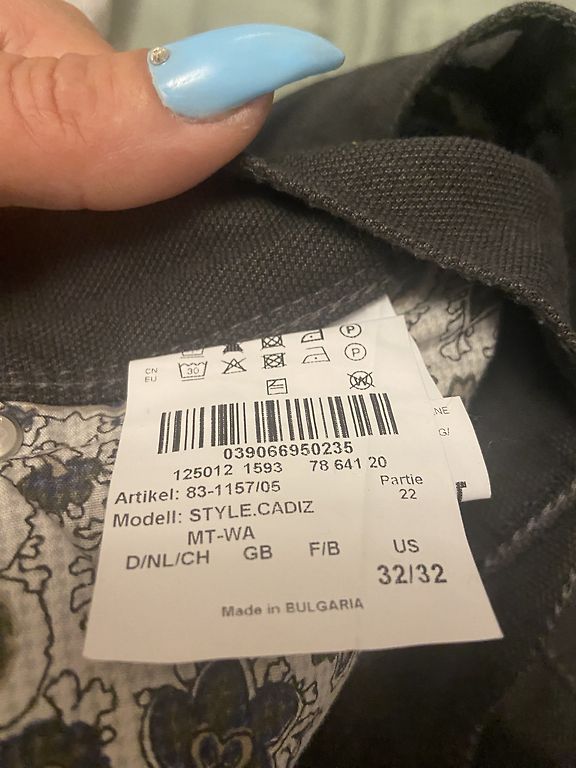 P
CN
EU
30
P
W
039066950235
125012 1593 78 641 20
Artikel: 83-1157/05
Partie
22
Modell: STYLE.CADIZ
MT-WA
D/NL/CH GB F/B US
32/32
Made in BULGARIA
NE
G/